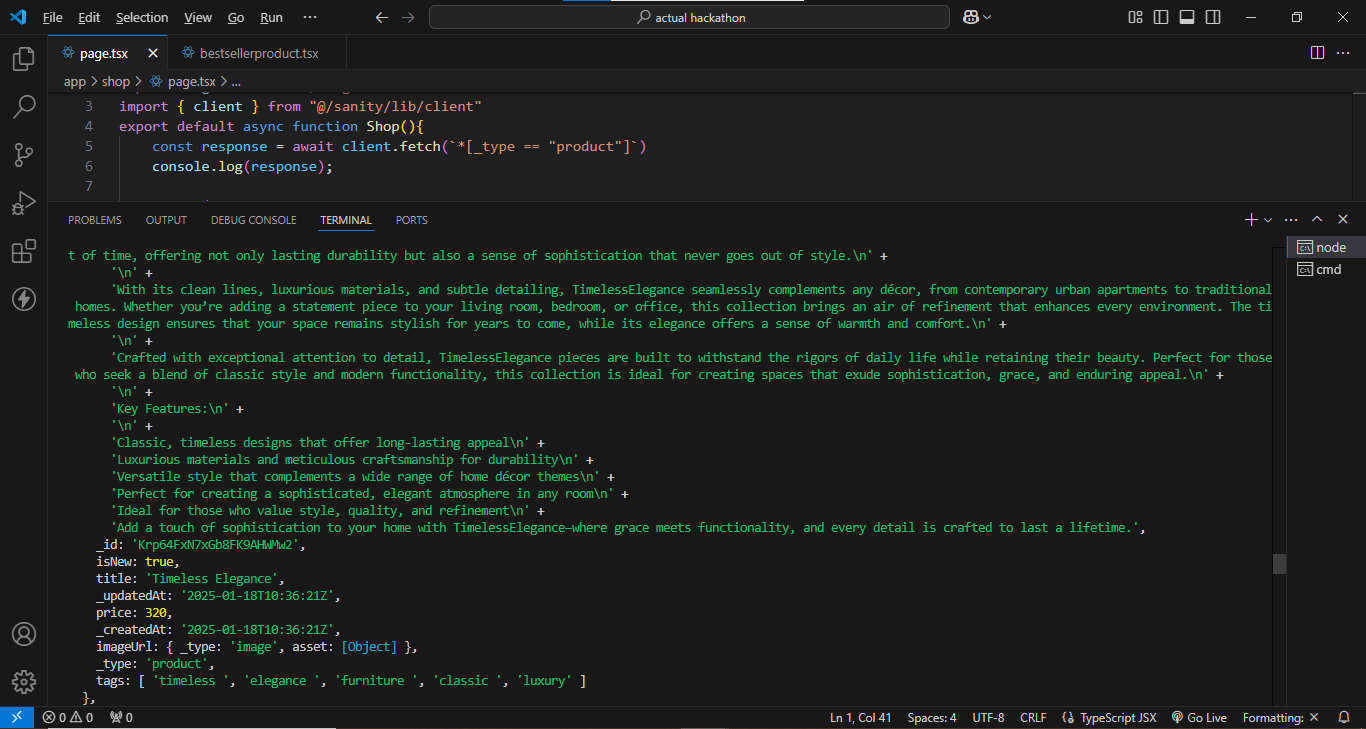 File Edit Selection View Go Run ··· actual hackathon
page.tsx bestsellerproduct.tsx
app > shop > page.tsx > ...
3 import { client } from "@/sanity/lib/client"
4 export default async function Shop(){
5 const response = await client.fetch(`*[_type == "product"]`)
6 console.log(response);
7
PROBLEMS OUTPUT DEBUG CONSOLE TERMINAL PORTS
node
cmd
t of time, offering not only lasting durability but also a sense of sophistication that never goes out of style.\n' +
'\n' +
'With its clean lines, luxurious materials, and subtle detailing, TimelessElegance seamlessly complements any décor, from contemporary urban apartments to traditional
homes. Whether you’re adding a statement piece to your living room, bedroom, or office, this collection brings an air of refinement that enhances every environment. The ti
meless design ensures that your space remains stylish for years to come, while its elegance offers a sense of warmth and comfort.\n' +
'\n' +
'Crafted with exceptional attention to detail, TimelessElegance pieces are built to withstand the rigors of daily life while retaining their beauty. Perfect for those
who seek a blend of classic style and modern functionality, this collection is ideal for creating spaces that exude sophistication, grace, and enduring appeal.\n' +
'\n' +
'Key Features:\n' +
'\n' +
'Classic, timeless designs that offer long-lasting appeal\n' +
'Luxurious materials and meticulous craftsmanship for durability\n' +
'Versatile style that complements a wide range of home décor themes\n' +
'Perfect for creating a sophisticated, elegant atmosphere in any room\n' +
'Ideal for those who value style, quality, and refinement\n' +
'Add a touch of sophistication to your home with TimelessElegance—where grace meets functionality, and every detail is crafted to last a lifetime.',
_id: 'Krp64FxN7xGb8FK9AHWMw2',
isNew: true,
title: 'Timeless Elegance',
_updatedAt: '2025-01-18T10:36:21Z',
price: 320,
_createdAt: '2025-01-18T10:36:21Z',
imageUrl: { _type: 'image', asset: [Object] },
_type: 'product',
tags: [ 'timeless ', 'elegance ', 'furniture ', 'classic ', 'luxury' ]
},
0 0 0 Ln 1, Col 41 Spaces: 4 UTF-8 CRLF {} TypeScript JSX Go Live Formatting: ✕